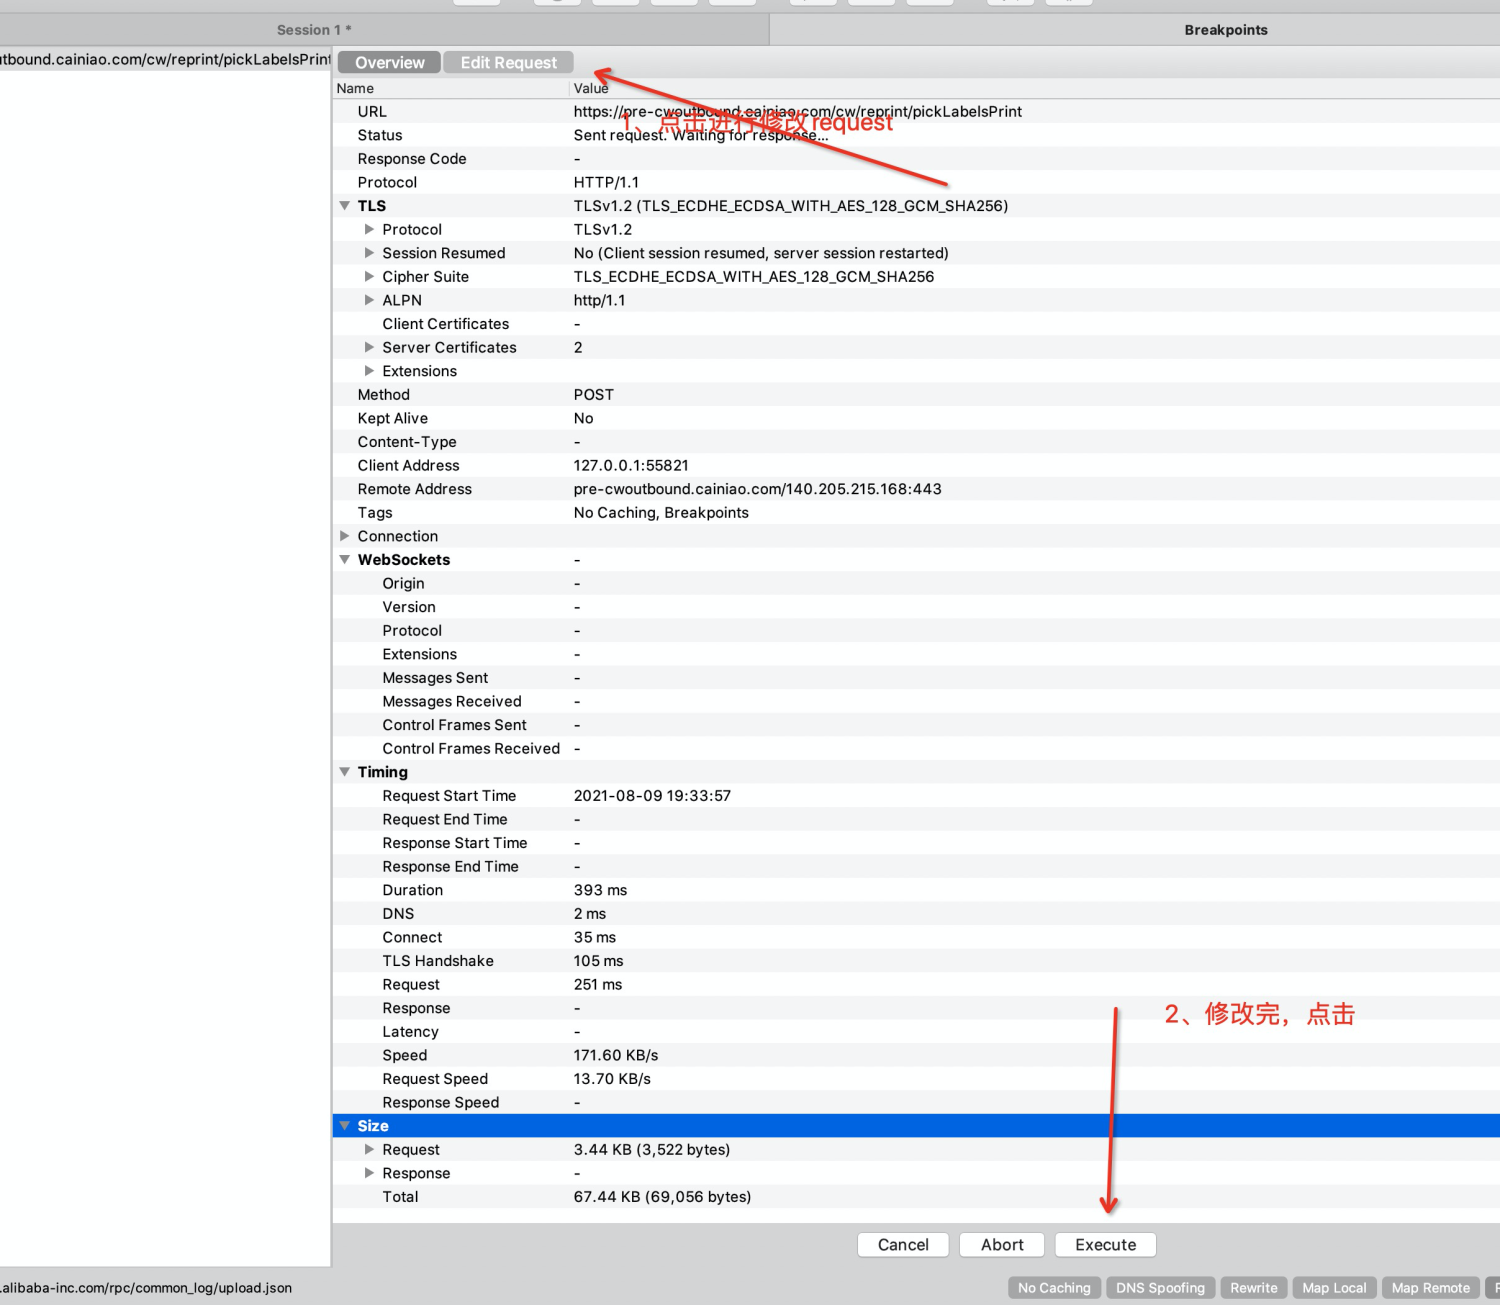 Session 1 *
Breakpoints
tbound.cainiao.com/cw/reprint/pickLabelsPrint
Overview
Edit Request
Name Value
URL https://pre-cwoutbound.cainiao.com/cw/reprint/pickLabelsPrint
1、点击进行修改request
Status Sent request. Waiting for response...
Response Code -
Protocol HTTP/1.1
TLS TLSv1.2 (TLS_ECDHE_ECDSA_WITH_AES_128_GCM_SHA256)
Protocol TLSv1.2
Session Resumed No (Client session resumed, server session restarted)
Cipher Suite TLS_ECDHE_ECDSA_WITH_AES_128_GCM_SHA256
ALPN http/1.1
Client Certificates -
Server Certificates 2
Extensions
Method POST
Kept Alive No
Content-Type -
Client Address 127.0.0.1:55821
Remote Address pre-cwoutbound.cainiao.com/140.205.215.168:443
Tags No Caching, Breakpoints
Connection
WebSockets -
Origin -
Version -
Protocol -
Extensions -
Messages Sent -
Messages Received -
Control Frames Sent -
Control Frames Received -
Timing
Request Start Time 2021-08-09 19:33:57
Request End Time -
Response Start Time -
Response End Time -
Duration 393 ms
DNS 2 ms
Connect 35 ms
TLS Handshake 105 ms
Request 251 ms
Response -
2、修改完，点击
Latency -
Speed 171.60 KB/s
Request Speed 13.70 KB/s
Response Speed -
Size
Request 3.44 KB (3,522 bytes)
Response -
Total 67.44 KB (69,056 bytes)
Cancel
Abort
Execute
.alibaba-inc.com/rpc/common_log/upload.json
No Caching
DNS Spoofing
Rewrite
Map Local
Map Remote